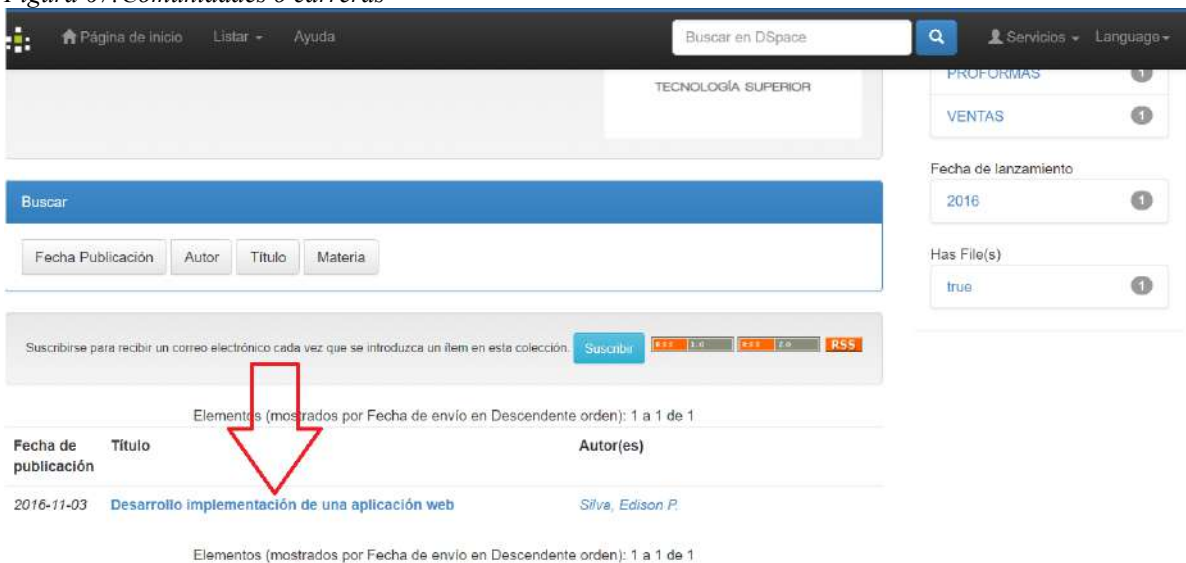 Figura 67.Comunidades o carreras
Página de inicio Listar Ayuda Buscar en DSpace Servicios Language
TECNOLOGÍA SUPERIOR
PROFORMAS 1
VENTAS 1
Fecha de lanzamiento
2016 1
Has File(s)
true 1
Buscar
Fecha Publicación Autor Título Materia
Suscribirse para recibir un correo electrónico cada vez que se introduzca un ítem en esta colección. Suscribir RSS 1.0 RSS 2.0 RSS
Elementos (mostrados por Fecha de envío en Descendente orden): 1 a 1 de 1
Fecha de publicación Título Autor(es)
2016-11-03 Desarrollo implementación de una aplicación web Silva, Edison P.
Elementos (mostrados por Fecha de envío en Descendente orden): 1 a 1 de 1